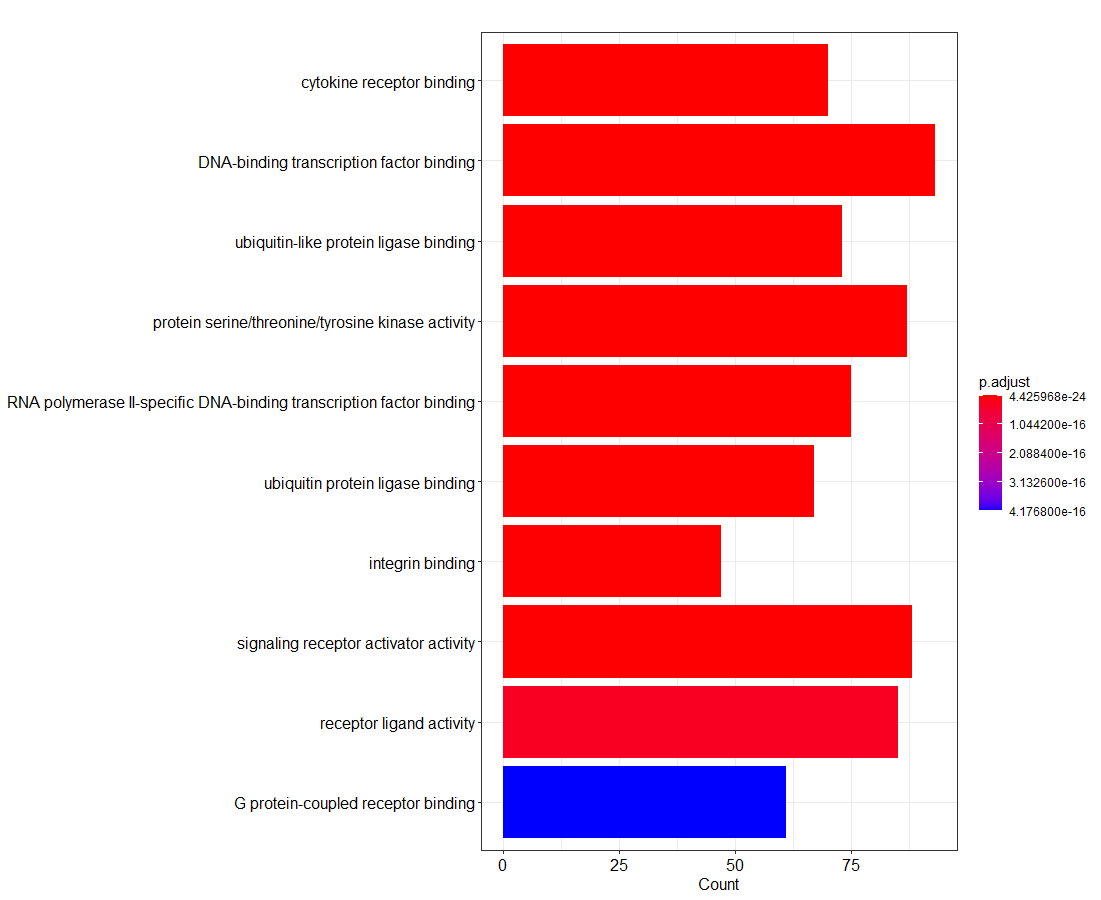 cytokine receptor binding
DNA-binding transcription factor binding
ubiquitin-like protein ligase binding
protein serine/threonine/tyrosine kinase activity
RNA polymerase II-specific DNA-binding transcription factor binding
ubiquitin protein ligase binding
integrin binding
signaling receptor activator activity
receptor ligand activity
G protein-coupled receptor binding
0 25 50 75
Count
p.adjust
4.425968e-24
1.044200e-16
2.088400e-16
3.132600e-16
4.176800e-16